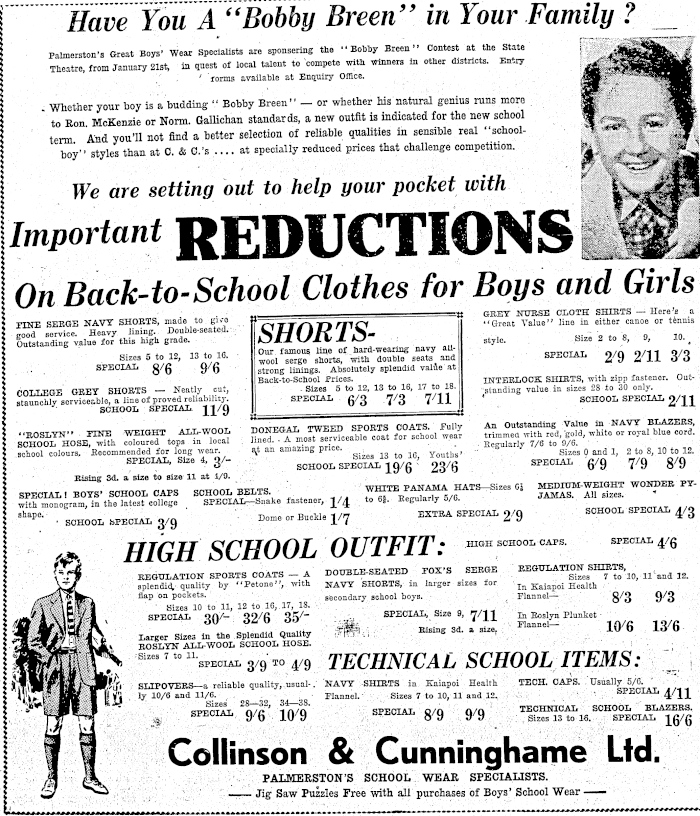 Have You A "Bobby Breen" in Your Family ?
Palmerston's Great Boys' Wear Specialists are sponsering the "Bobby Breen" Contest at the State
Theatre, from January 21st, in quest of local talent to compete with winners in other districts. Entry
forms available at Enquiry Office.
Whether your boy is a budding "Bobby Breen" — or whether his natural genius runs more
to Ron. McKenzie or Norm. Gallichan standards, a new outfit is indicated for the new school
term. And you'll not find a better selection of reliable qualities in sensible real "school-
boy" styles than at C. & C.'s .... at specially reduced prices that challenge competition.
We are setting out to help your pocket with
Important REDUCTIONS
On Back-to-School Clothes for Boys and Girls
FINE SERGE NAVY SHORTS, made to give
good service. Heavy lining. Double-seated.
Outstanding value for this high grade.
Sizes 5 to 12, 13 to 16.
SPECIAL 8/6 9/6
COLLEGE GREY SHORTS — Neatly cut,
staunchly serviceable, a line of proved reliability.
SCHOOL SPECIAL 11/9
"ROSLYN" FINE WEIGHT ALL-WOOL
SCHOOL HOSE, with coloured tops in local
school colours. Recommended for long wear.
SPECIAL, Size 4, 3/-
Rising 3d. a size to size 11 at 4/9.
SHORTS-
Our famous line of hard-wearing navy all-
wool serge shorts, with double seats and
strong linings. Absolutely splendid value at
Back-to-School Prices.
Sizes 5 to 12, 13 to 16, 17 to 18.
SPECIAL 6/3 7/3 7/11
DONEGAL TWEED SPORTS COATS. Fully
lined. A most serviceable coat for school wear
at an amazing price.
Sizes 13 to 16, Youths'
SCHOOL SPECIAL 19/6 23/6
GREY NURSE CLOTH SHIRTS — Here's a
"Great Value" line in either canoe or tennis
style. Size 2 to 8, 9, 10.
SPECIAL 2/9 2/11 3/3
INTERLOCK SHIRTS, with zipp fastener. Out-
standing value in sizes 28 to 30 only.
SCHOOL SPECIAL 2/11
An Outstanding Value in NAVY BLAZERS,
trimmed with red, gold, white or royal blue cord.
Regularly 7/6 to 9/6.
Sizes 0 and 1, 2 to 8, 10 to 12.
SPECIAL 6/9 7/9 8/9
SPECIAL! BOYS' SCHOOL CAPS
with monogram, in the latest college
shape.
SCHOOL SPECIAL 3/9
SCHOOL BELTS.
SPECIAL—Snake fastener, 1/4
Dome or Buckle 1/7
WHITE PANAMA HATS—Sizes 6¼
to 6¾. Regularly 5/6.
EXTRA SPECIAL 2/9
MEDIUM-WEIGHT WONDER PY-
JAMAS. All sizes.
SCHOOL SPECIAL 4/3
HIGH SCHOOL OUTFIT:
HIGH SCHOOL CAPS. SPECIAL 4/6
REGULATION SPORTS COATS — A
splendid quality by "Petone", with
flap on pockets.
Sizes 10 to 11, 12 to 16, 17, 18.
SPECIAL 30/- 32/6 35/-
Larger Sizes in the Splendid Quality
ROSLYN ALL-WOOL SCHOOL HOSE.
Sizes 7 to 11.
SPECIAL 3/9 TO 4/9
SLIPOVERS—a reliable quality, usual-
ly 10/6 and 11/6.
Sizes 28—32, 34—38.
SPECIAL 9/6 10/9
DOUBLE-SEATED FOX'S SERGE
NAVY SHORTS, in larger sizes for
secondary school boys.
SPECIAL, Size 9, 7/11
Rising 3d. a size,
REGULATION SHIRTS,
Sizes 7 to 10, 11 and 12.
In Kaiapoi Health
Flannel— 8/3 9/3
In Roslyn Plunket
Flannel— 10/6 13/6
TECHNICAL SCHOOL ITEMS:
NAVY SHIRTS in Kaiapoi Health
Flannel. Sizes 7 to 10, 11 and 12.
SPECIAL 8/9 9/9
TECH. CAPS. Usually 5/6.
SPECIAL 4/11
TECHNICAL SCHOOL BLAZERS.
Sizes 13 to 16. SPECIAL 16/6
Collinson & Cunninghame Ltd.
PALMERSTON'S SCHOOL WEAR SPECIALISTS.
— Jig Saw Puzzles Free with all purchases of Boys' School Wear —